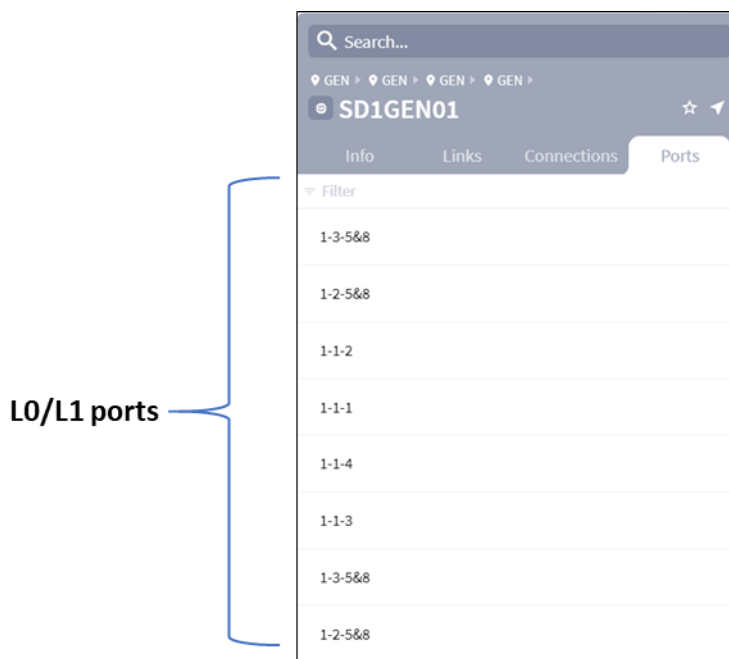 Search...
GEN GEN GEN GEN
SD1GEN01
Info Links Connections Ports
Filter
1-3-5&8
1-2-5&8
1-1-2
1-1-1
L0/L1 ports
1-1-4
1-1-3
1-3-5&8
1-2-5&8